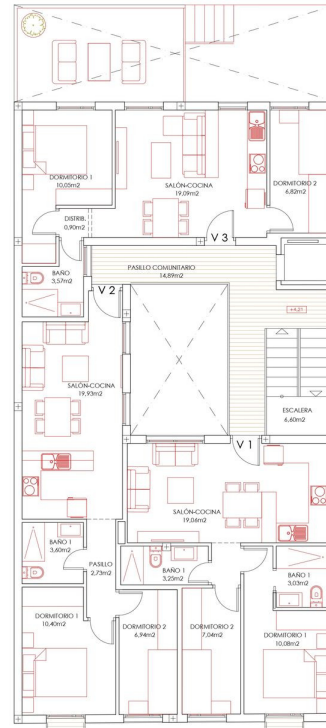 DORMITORIO 1
10,05m²
SALÓN-COCINA
19,09m²
DORMITORIO 2
6,82m²
DISTRIB.
0,90m²
V 3
BAÑO
3,57m²
PASILLO COMUNITARIO
14,89m²
V 2
+4,21
SALÓN-COCINA
19,93m²
ESCALERA
6,60m²
V 1
SALÓN-COCINA
19,06m²
BAÑO 1
3,60m²
PASILLO
2,73m²
BAÑO 1
3,25m²
BAÑO 1
3,03m²
DORMITORIO 1
10,40m²
DORMITORIO 2
6,94m²
DORMITORIO 2
7,04m²
DORMITORIO 1
10,08m²